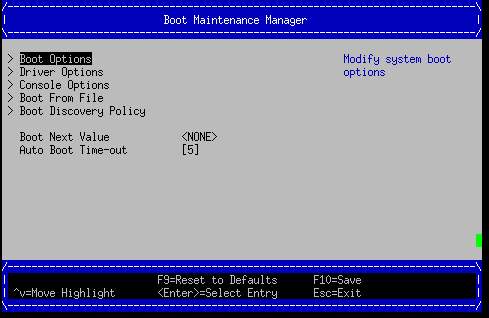 Boot Maintenance Manager
> Boot Options Modify system boot
> Driver Options options
> Console Options
> Boot From File
> Boot Discovery Policy
Boot Next Value <NONE>
Auto Boot Time-out [5]
F9=Reset to Defaults F10=Save
^v=Move Highlight <Enter>=Select Entry Esc=Exit